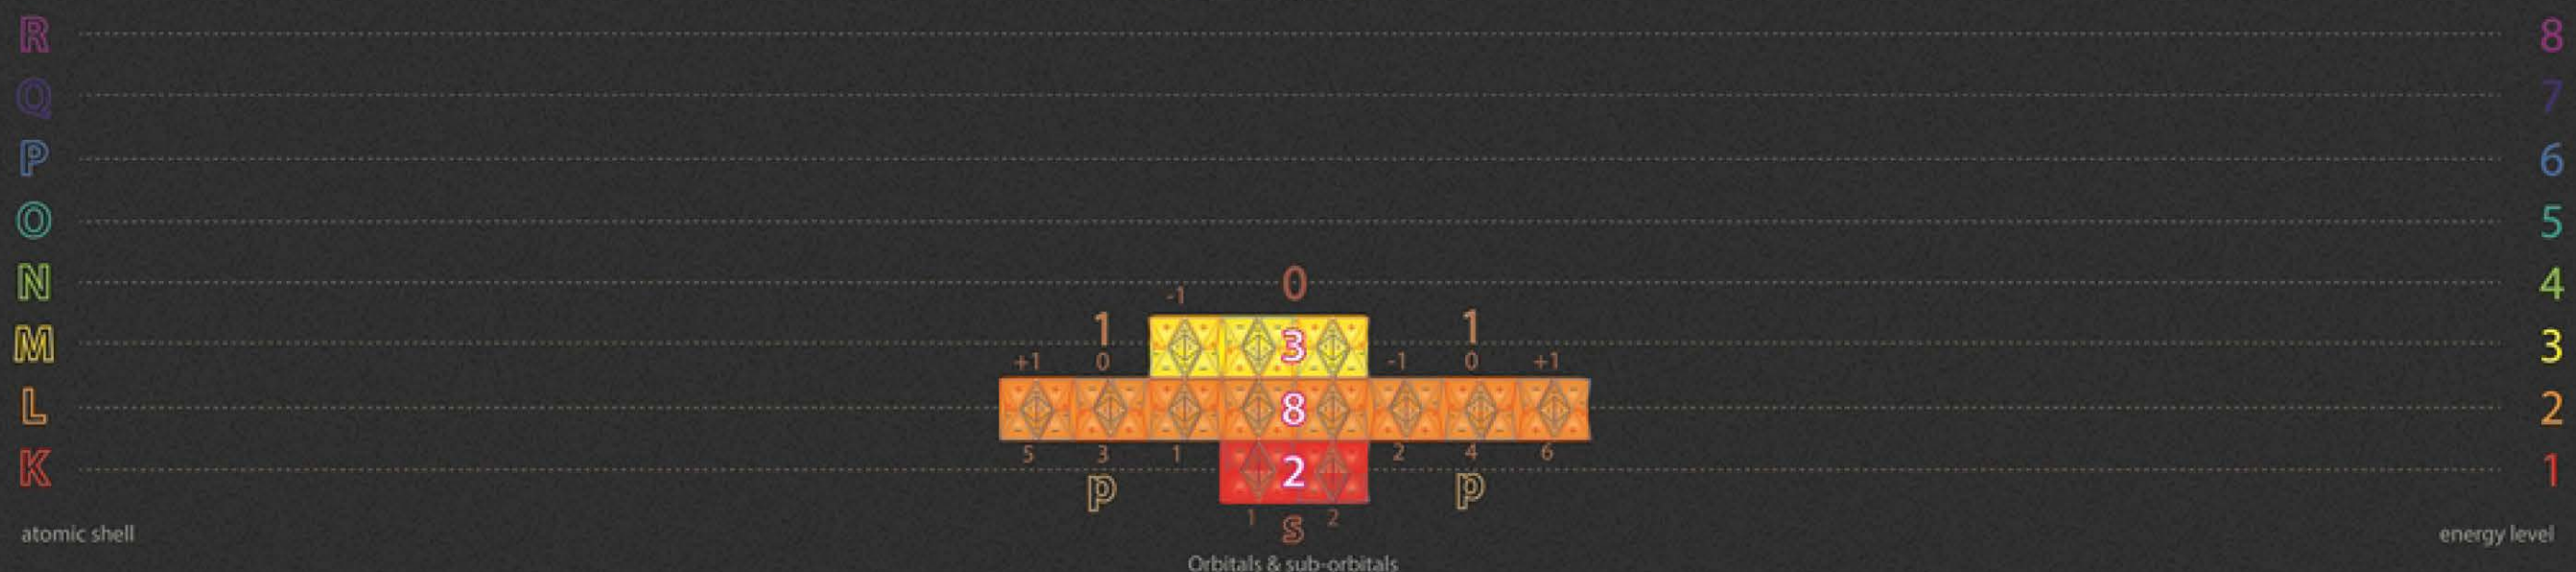 R 8
Q 7
P 6
O 5
N 0 4
-1
M 1 3 1 3
+1 0 -1 0 +1
L 8 2
5 3 1 2 4 6
K 2 1
p p
1 s 2
atomic shell energy level
Orbitals & sub-orbitals